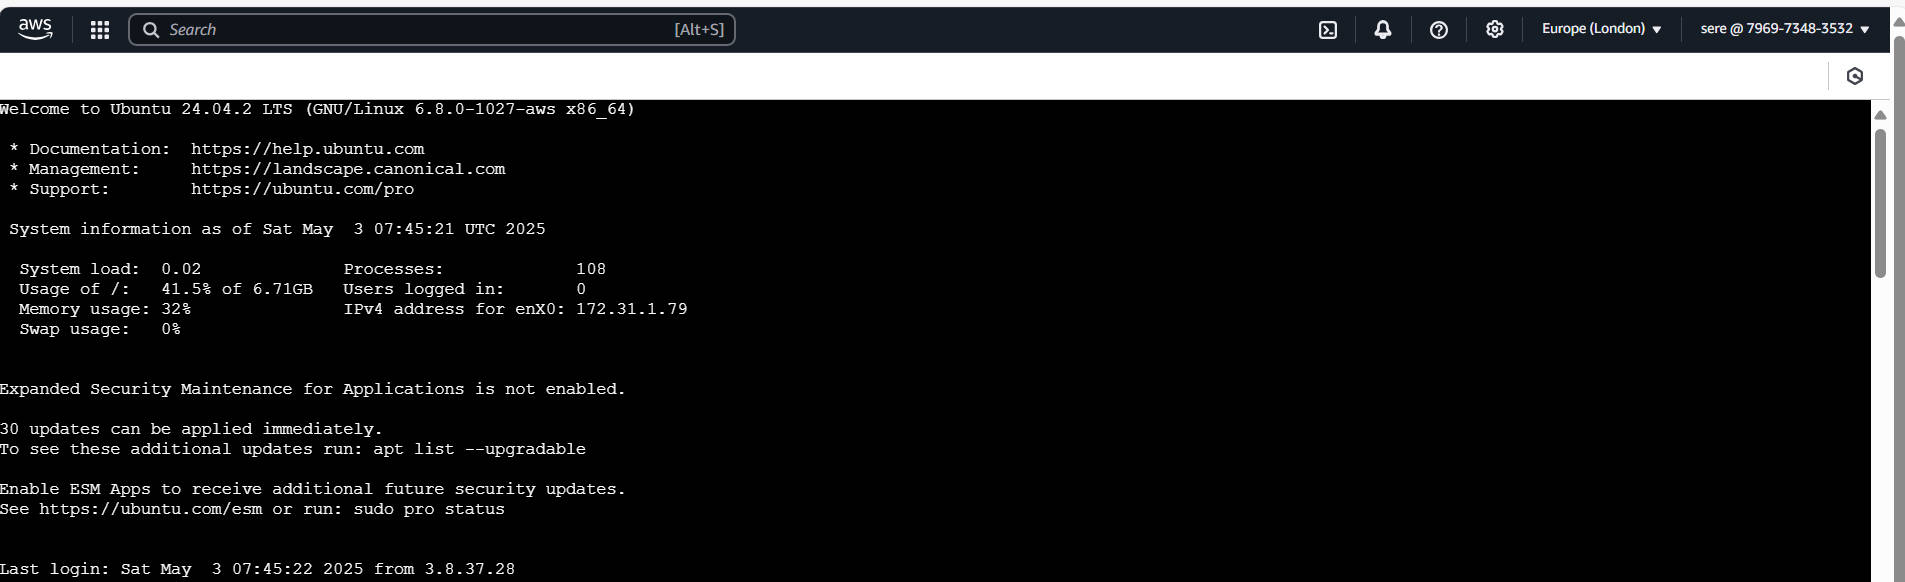 aws
Search [Alt+S]
Europe (London)
sere @ 7969-7348-3532
Welcome to Ubuntu 24.04.2 LTS (GNU/Linux 6.8.0-1027-aws x86_64)
* Documentation: https://help.ubuntu.com
* Management: https://landscape.canonical.com
* Support: https://ubuntu.com/pro
System information as of Sat May 3 07:45:21 UTC 2025
System load: 0.02 Processes: 108
Usage of /: 41.5% of 6.71GB Users logged in: 0
Memory usage: 32% IPv4 address for enX0: 172.31.1.79
Swap usage: 0%
Expanded Security Maintenance for Applications is not enabled.
30 updates can be applied immediately.
To see these additional updates run: apt list --upgradable
Enable ESM Apps to receive additional future security updates.
See https://ubuntu.com/esm or run: sudo pro status
Last login: Sat May 3 07:45:22 2025 from 3.8.37.28